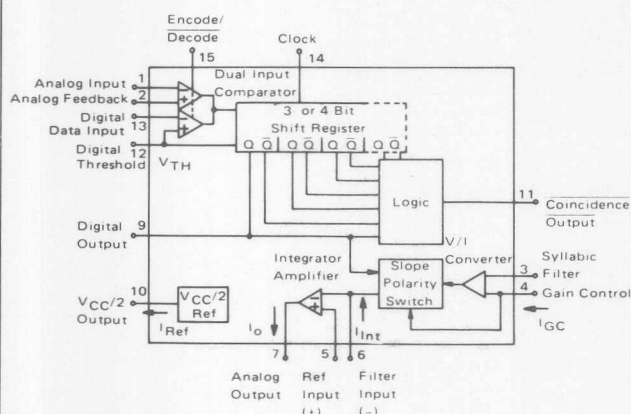 Encode/
Decode
Clock
15
14
Analog Input
1
Dual Input
Analog Feedback
2
Comparator
Digital
3 or 4 Bit
Data Input
13
Shift Register
Digital
12
Threshold
VTH
Q Q̅ Q Q̅ Q Q̅ Q Q̅
Logic
11
Coincidence
Output
Digital
Output
9
V/I
Converter
Integrator
Amplifier
Slope
Polarity
Switch
Syllabic
3
Filter
4
Gain Control
10
VCC/2
Output
VCC/2
Ref
IRef
Io
IInt
IGC
7
5
6
Analog
Output
Ref
Input
(+)
Filter
Input
(−)